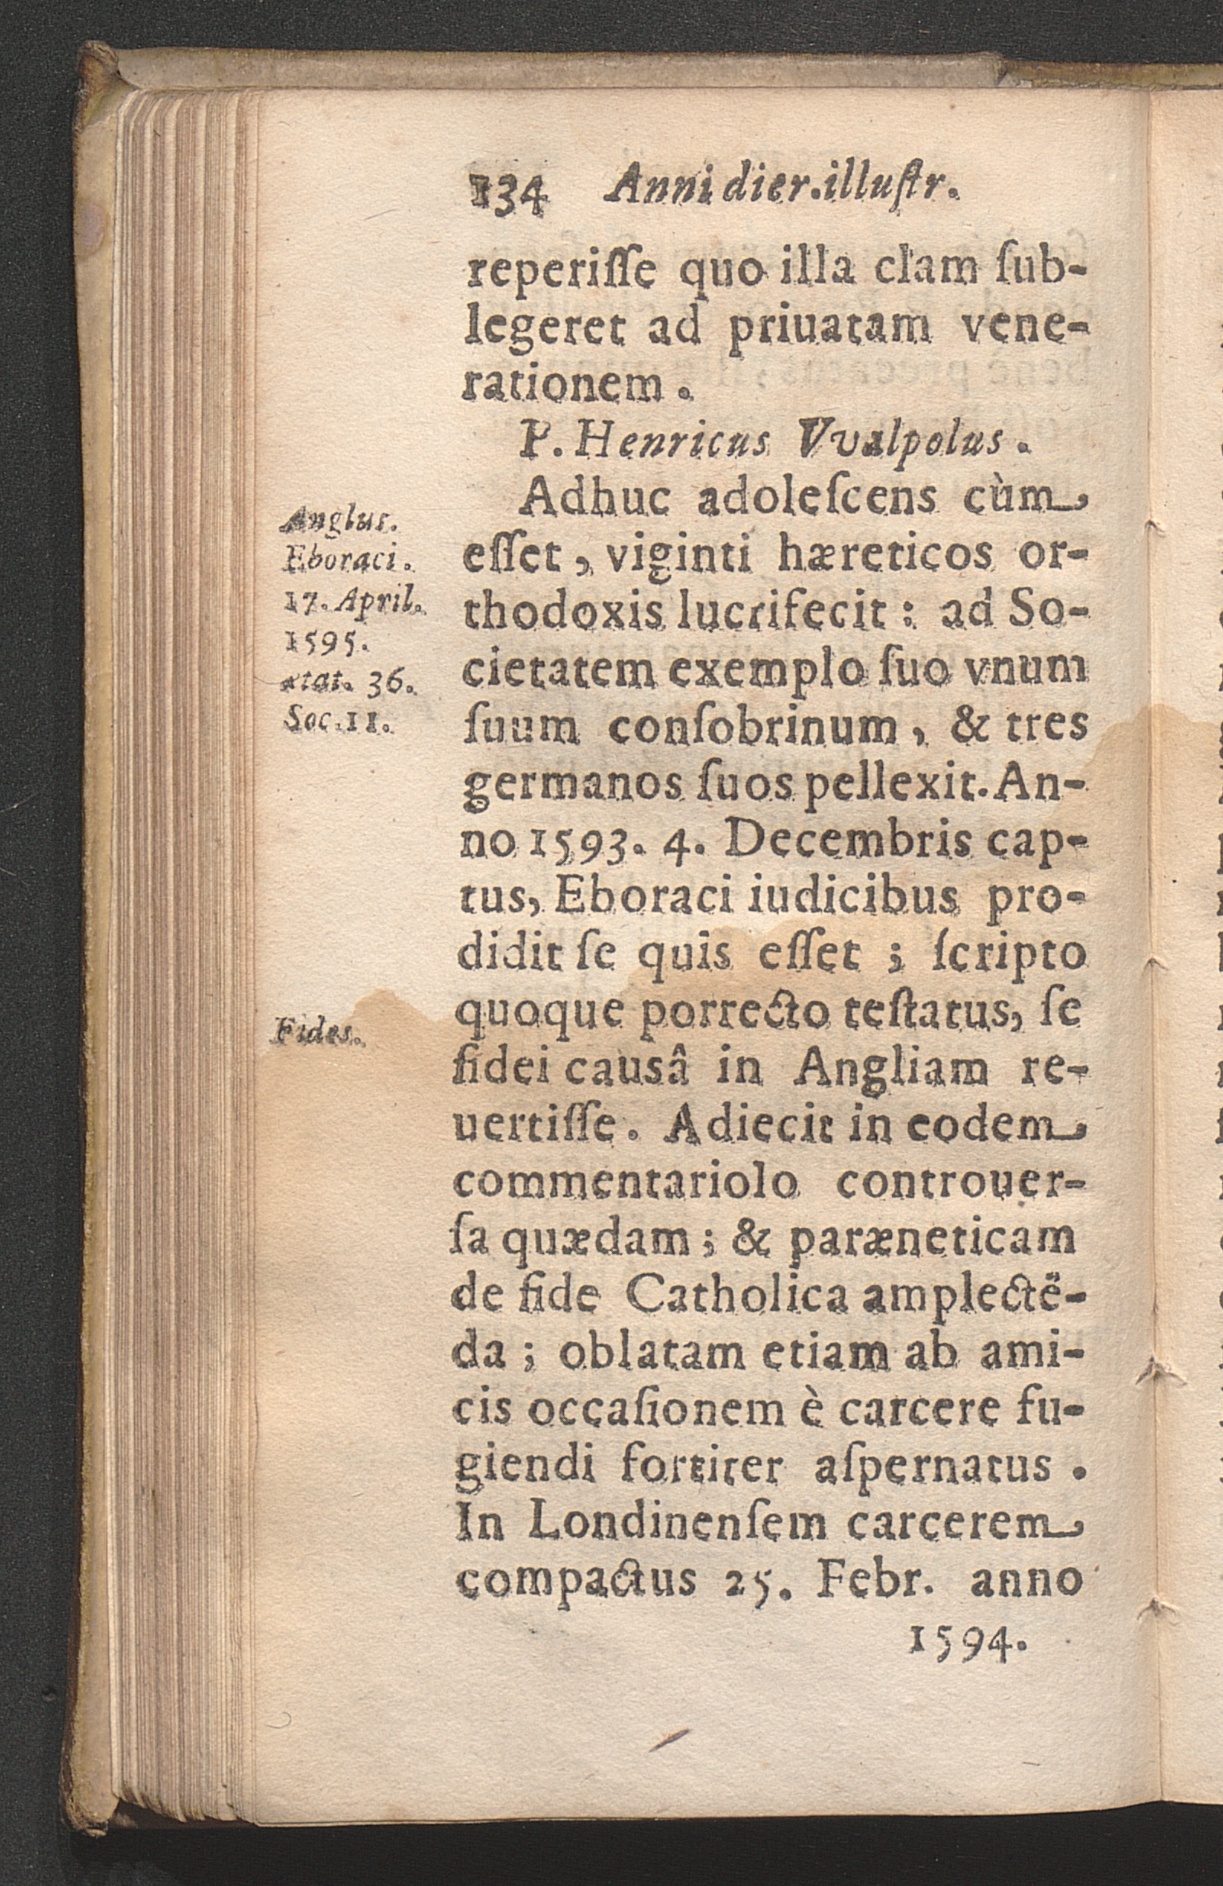 134 Anni dier. illuſtr.
reperiſſe quo illa clam ſub-
legeret ad priuatam vene-
rationem.
P. Henricus Vvalpolus.
Adhuc adoleſcens cùm
eſſet, viginti hæreticos or-
thodoxis lucrifecit: ad So-
cietatem exemplo ſuo vnum
ſuum conſobrinum, & tres
germanos ſuos pellexit. An-
no 1593. 4. Decembris cap-
tus, Eboraci iudicibus pro-
didit ſe quis eſſet; ſcripto
quoque porrecto teſtatus, ſe
fidei causâ in Angliam re-
uertiſſe. Adiecit in eodem
commentariolo controuer-
ſa quædam; & paræneticam
de fide Catholica amplectē-
da; oblatam etiam ab ami-
cis occaſionem è carcere fu-
giendi fortiter aſpernatus.
In Londinenſem carcerem
compactus 25. Febr. anno
1594.
Anglus.
Eboraci.
17. April.
1595.
ætat. 36.
Soc. 11.
Fides.